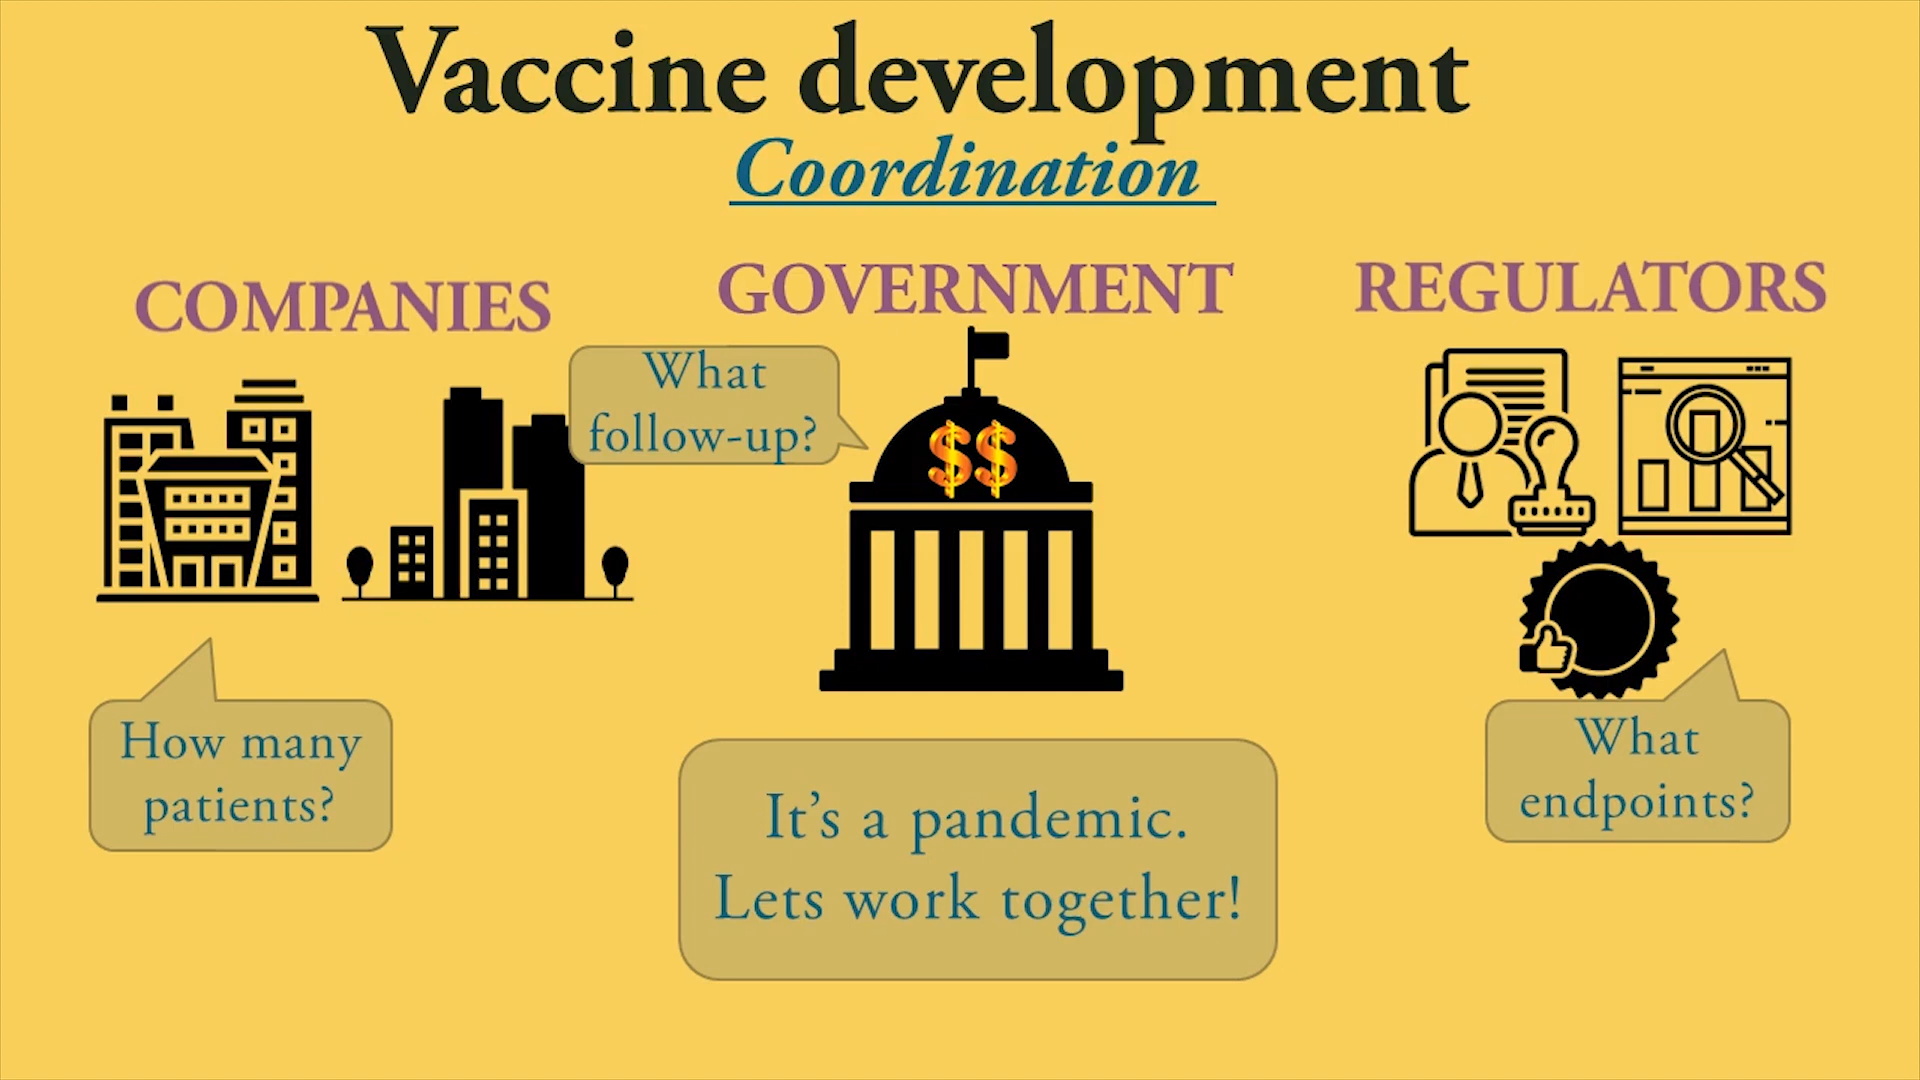 Vaccine development
Coordination
COMPANIES
GOVERNMENT
REGULATORS
What
follow-up?
$$
How many
patients?
It’s a pandemic.
Lets work together!
What
endpoints?